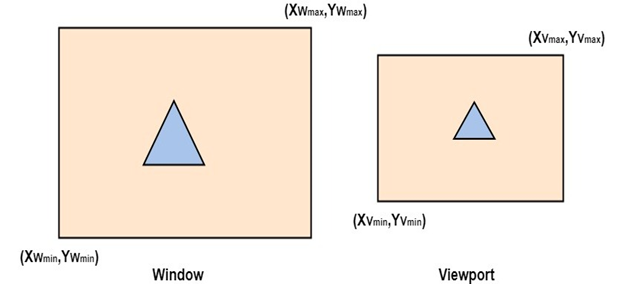 (XWmax,YWmax)
(XVmax,YVmax)
(XVmin,YVmin)
(XWmin,YWmin)
Window
Viewport